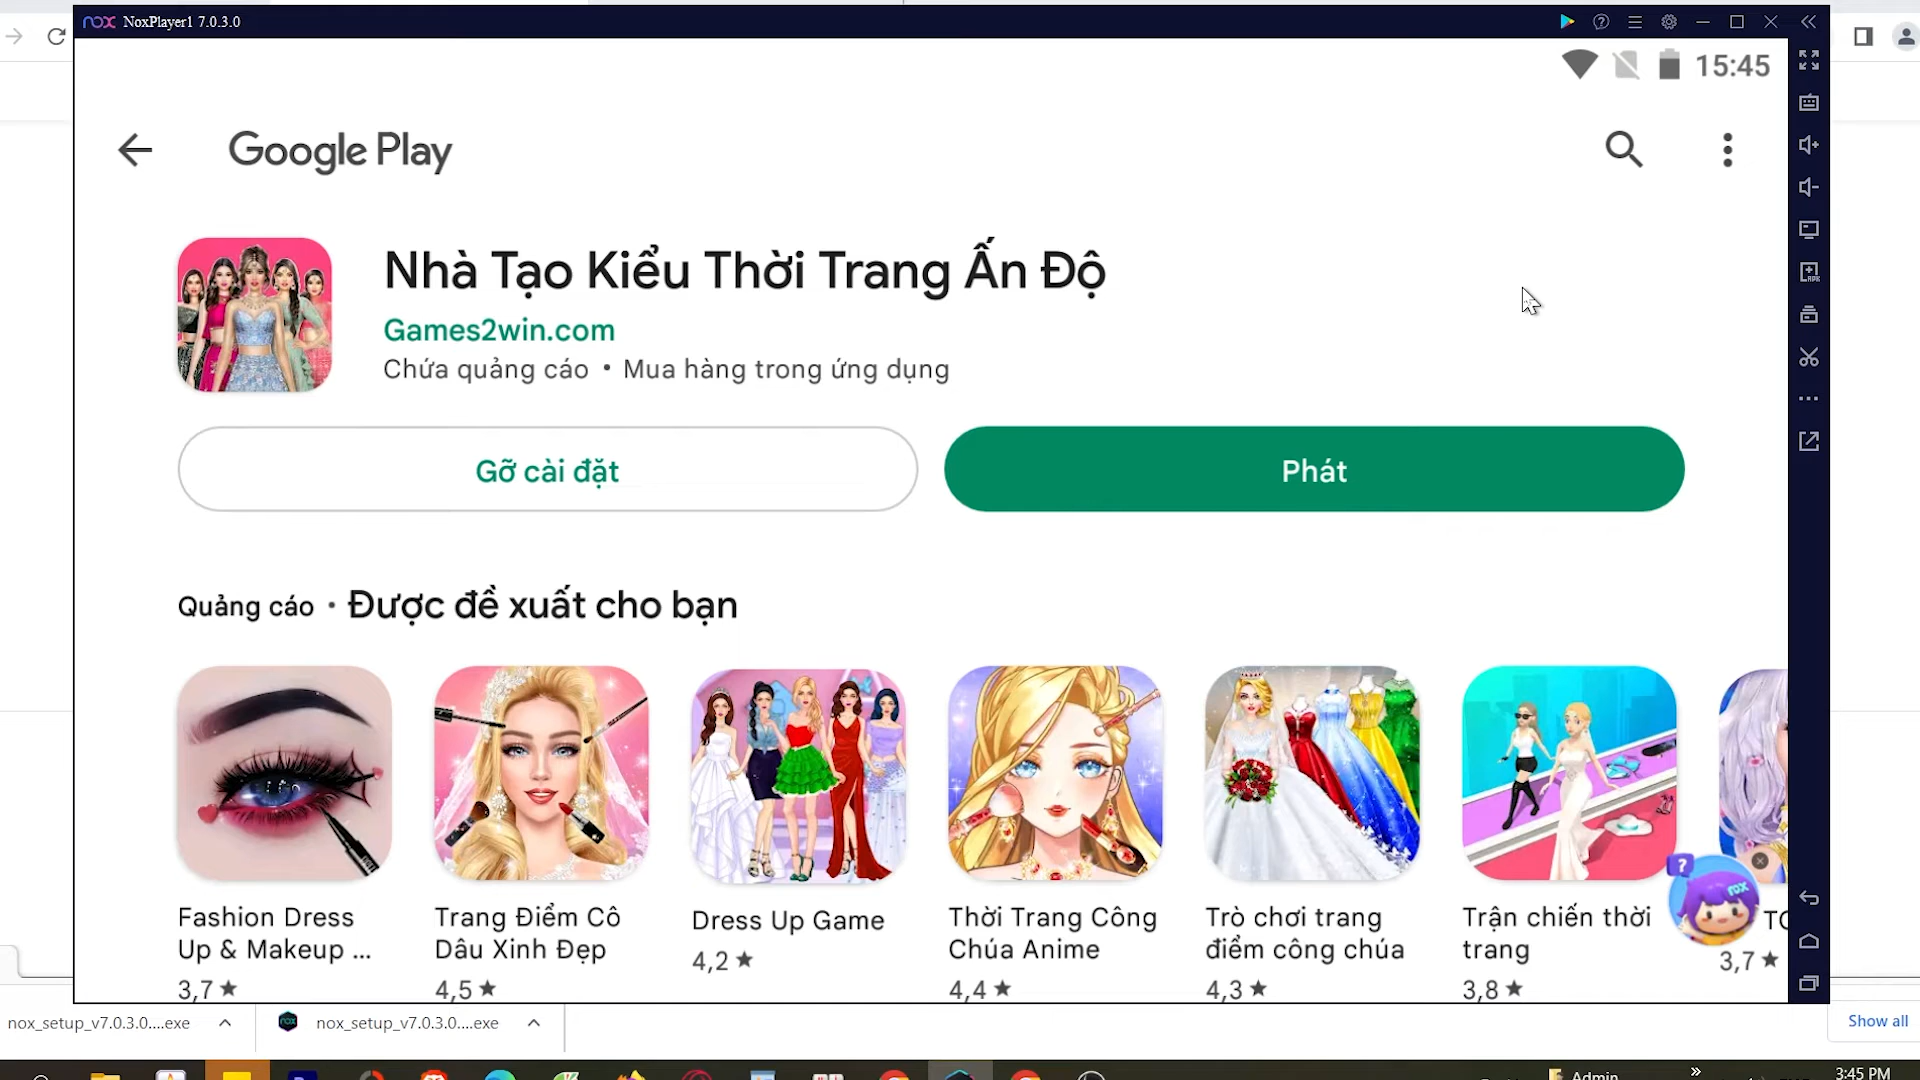 nox NoxPlayer1 7.0.3.0
15:45
Google Play
Nhà Tạo Kiểu Thời Trang Ấn Độ
Games2win.com
Chứa quảng cáo • Mua hàng trong ứng dụng
Gỡ cài đặt
Phát
Quảng cáo • Được đề xuất cho bạn
Fashion Dress
Up & Makeup ...
3,7 ★
Trang Điểm Cô
Dâu Xinh Đẹp
4,5 ★
Dress Up Game
4,2 ★
Thời Trang Công
Chúa Anime
4,4 ★
Trò chơi trang
điểm công chúa
4,3 ★
Trận chiến thời
trang
3,8 ★
3,7 ★
nox_setup_v7.0.3.0....exe
nox_setup_v7.0.3.0....exe
Show all
Admin
3:45 PM